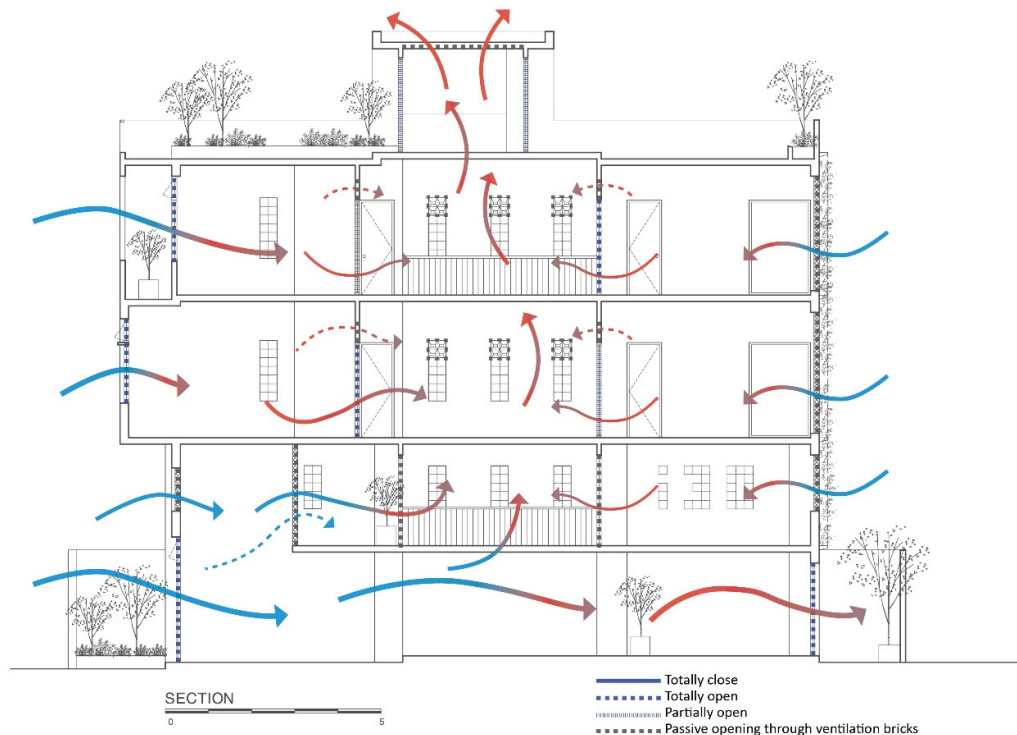 SECTION
0 5
Totally close
Totally open
Partially open
Passive opening through ventilation bricks